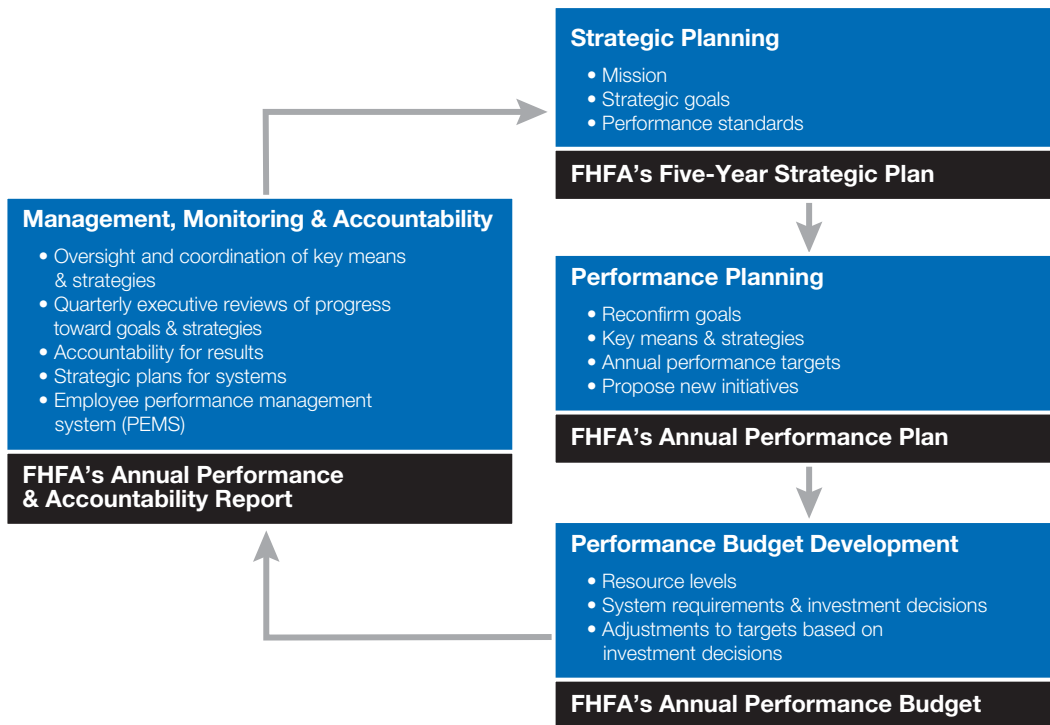 Strategic Planning
• Mission
• Strategic goals
• Performance standards
FHFA’s Five-Year Strategic Plan
Management, Monitoring & Accountability
• Oversight and coordination of key means
& strategies
• Quarterly executive reviews of progress
toward goals & strategies
• Accountability for results
• Strategic plans for systems
• Employee performance management
system (PEMS)
FHFA’s Annual Performance
& Accountability Report
Performance Planning
• Reconfirm goals
• Key means & strategies
• Annual performance targets
• Propose new initiatives
FHFA’s Annual Performance Plan
Performance Budget Development
• Resource levels
• System requirements & investment decisions
• Adjustments to targets based on
investment decisions
FHFA’s Annual Performance Budget